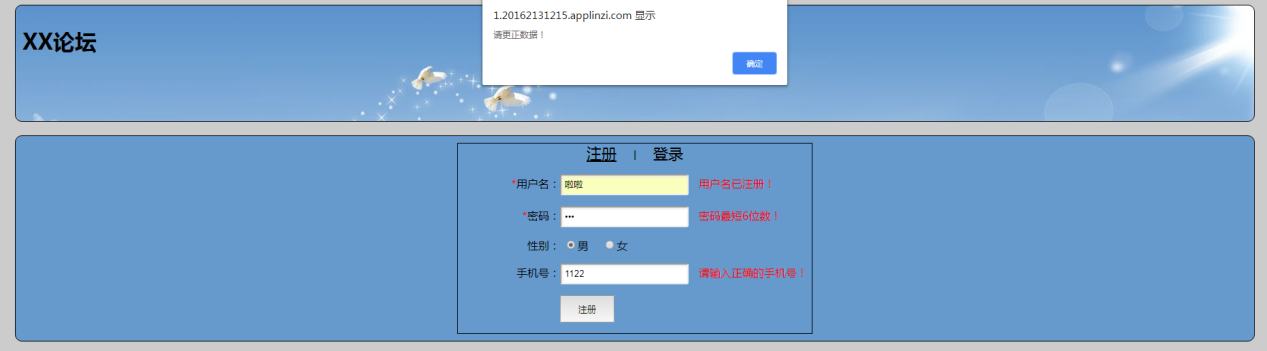 1.20162131215.applinzi.com 显示
请更正数据！
确定
XX论坛
注册 | 登录
*用户名： 啦啦 用户名已注册！
*密码： ••• 密码最短6位数！
性别： 男 女
手机号： 1122 请输入正确的手机号！
注册